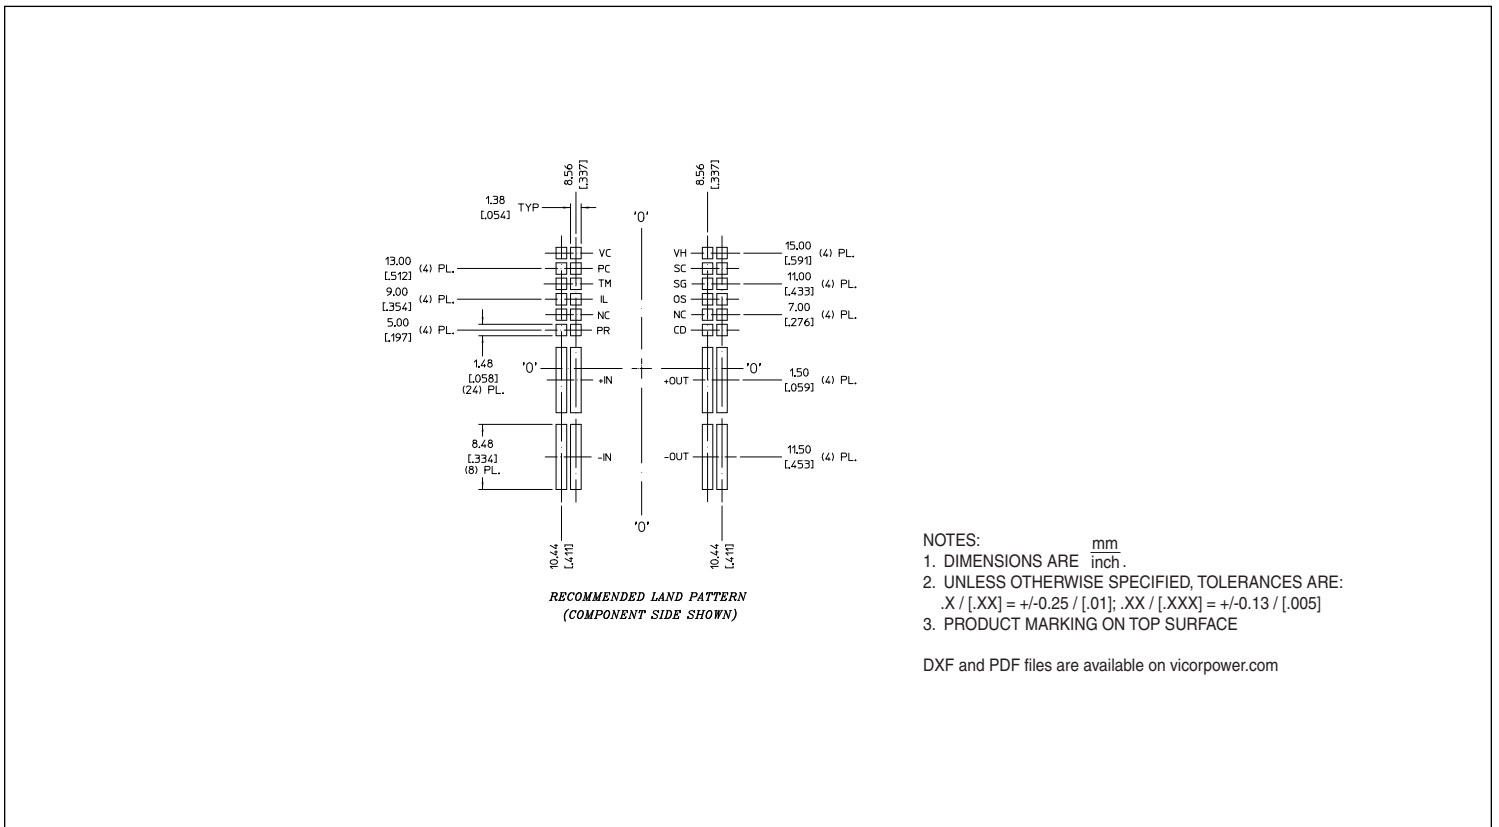 8.56
[.337]
8.56
[.337]
1.38
[.054]
TYP
'0'
VC
VH
15.00
[.591]
(4) PL.
13.00
[.512]
(4) PL.
PC
SC
TM
SG
11.00
[.433]
(4) PL.
9.00
[.354]
(4) PL.
IL
OS
NC
NC
7.00
[.276]
(4) PL.
5.00
[.197]
(4) PL.
PR
CD
1.48
[.058]
(24) PL.
'0'
'0'
+IN
+OUT
1.50
[.059]
(4) PL.
8.48
[.334]
(8) PL.
-IN
-OUT
11.50
[.453]
(4) PL.
'0'
10.44
[.411]
10.44
[.411]
RECOMMENDED LAND PATTERN
(COMPONENT SIDE SHOWN)
NOTES:
1. DIMENSIONS ARE mm
inch.
2. UNLESS OTHERWISE SPECIFIED, TOLERANCES ARE:
.X / [.XX] = +/-0.25 / [.01]; .XX / [.XXX] = +/-0.13 / [.005]
3. PRODUCT MARKING ON TOP SURFACE
DXF and PDF files are available on vicorpower.com